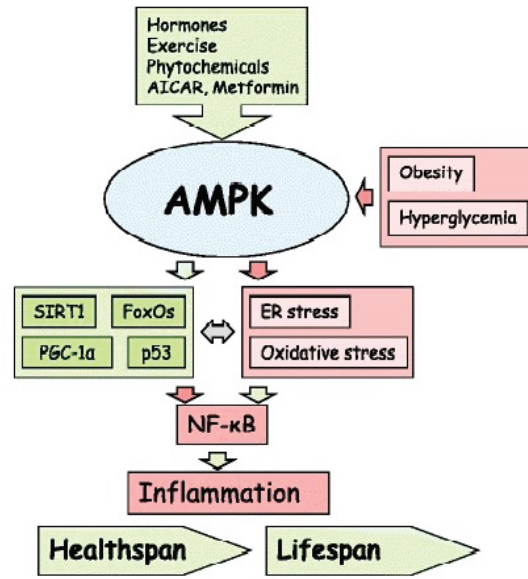 Hormones
Exercise
Phytochemicals
AICAR, Metformin
AMPK
Obesity
Hyperglycemia
SIRT1
FoxOs
PGC-1a
p53
ER stress
Oxidative stress
NF-κB
Inflammation
Healthspan
Lifespan